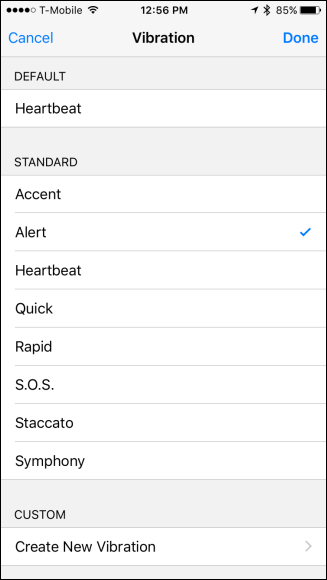 T-Mobile 12:56 PM 85%
Cancel Vibration Done
DEFAULT
Heartbeat
STANDARD
Accent
Alert
Heartbeat
Quick
Rapid
S.O.S.
Staccato
Symphony
CUSTOM
Create New Vibration